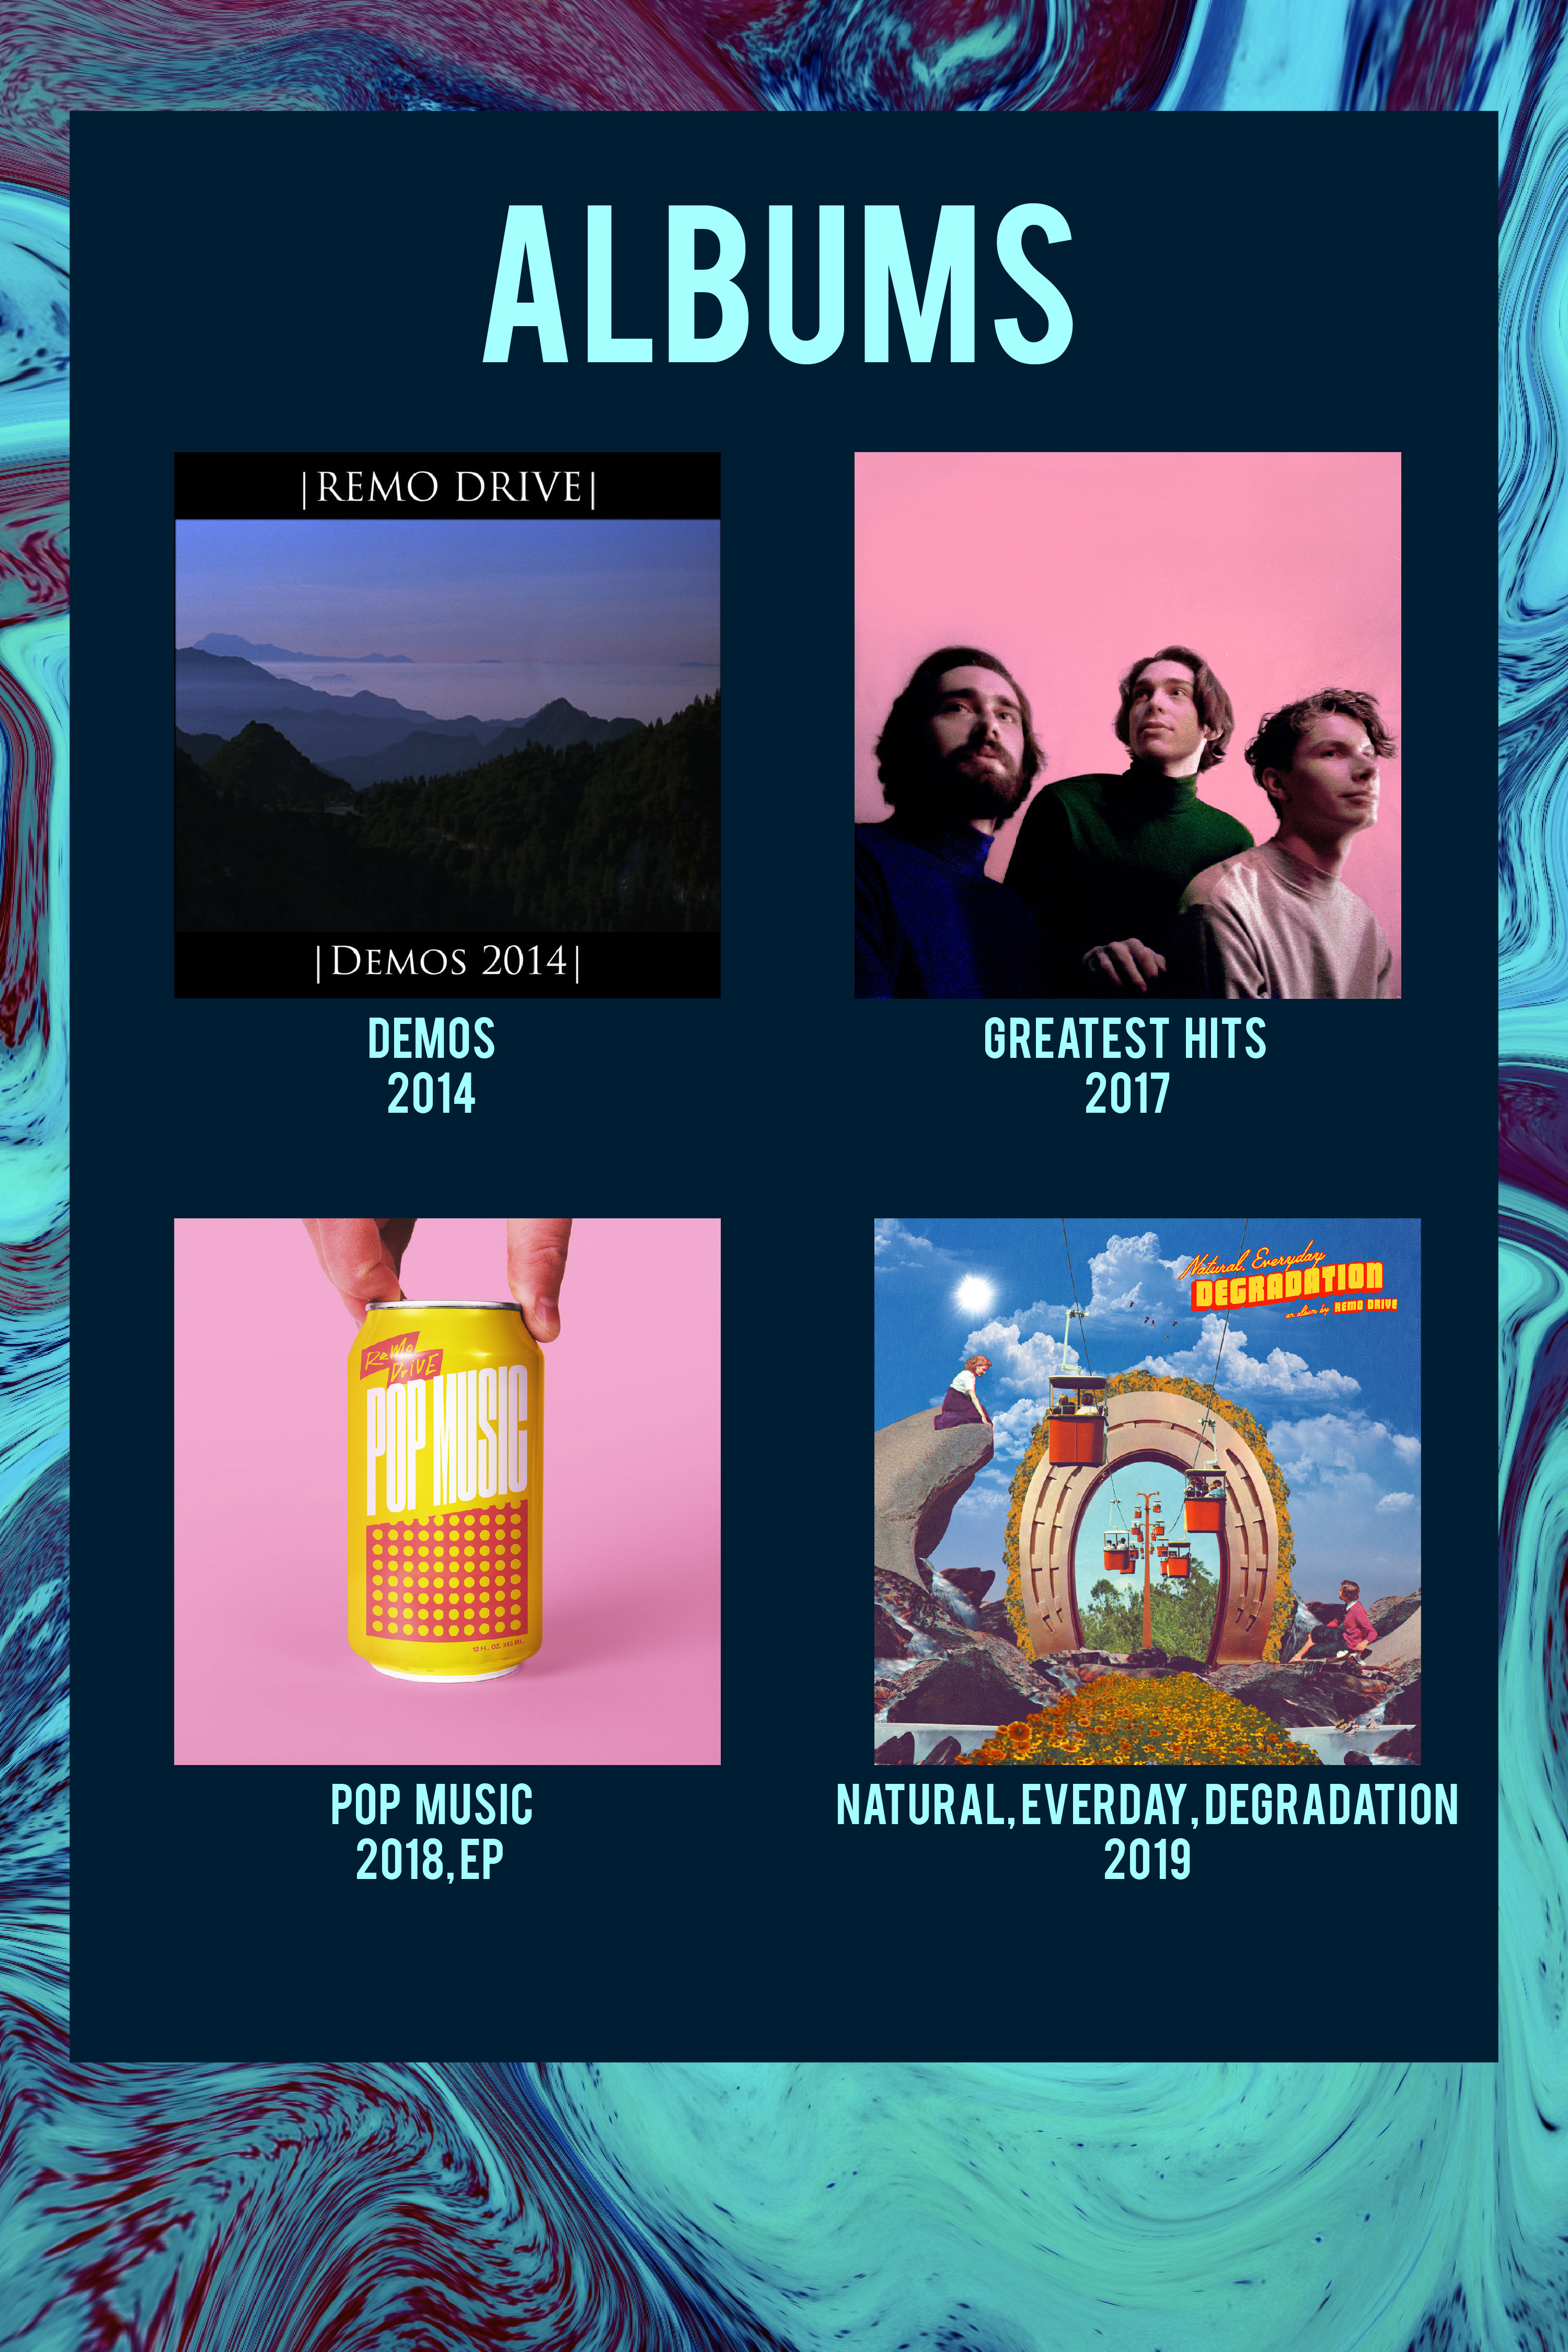 ALBUMS
|REMO DRIVE|
|DEMOS 2014|
DEMOS
2014
GREATEST HITS
2017
REMO
DRIVE
POP MUSIC
12 FL. OZ. 355 ML.
POP MUSIC
2018,EP
Natural, Everyday
DEGRADATION
an album by REMO DRIVE
NATURAL,EVERDAY,DEGRADATION
2019